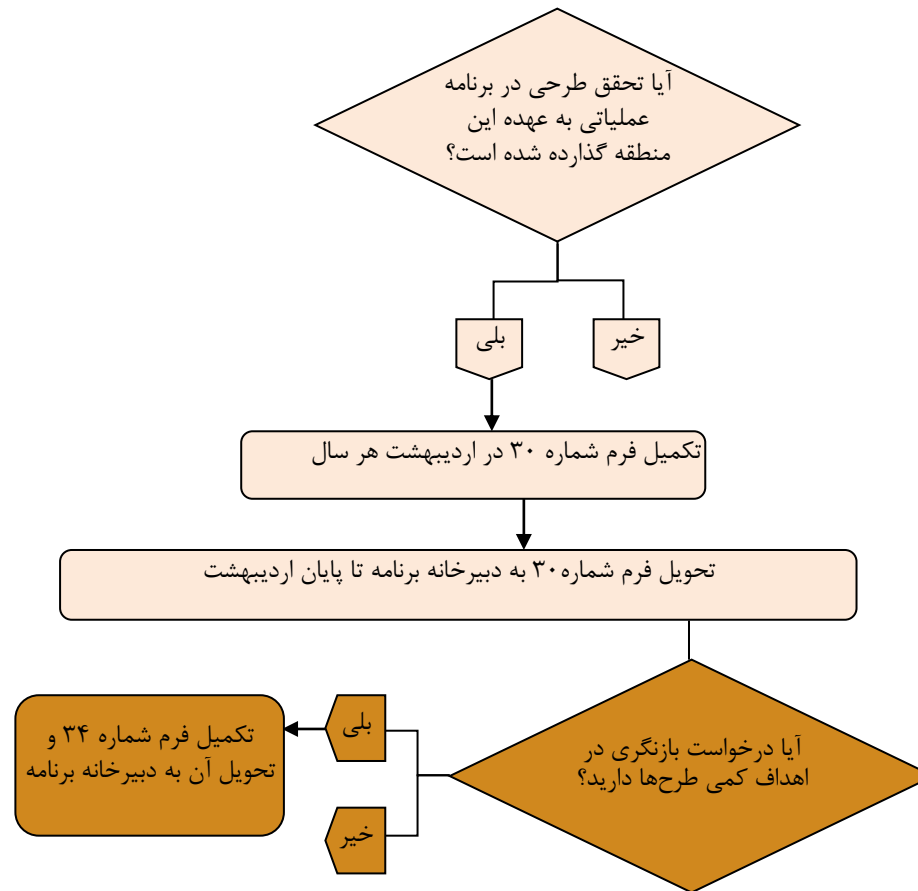 آیا تحقق طرحی در برنامه
عملیاتی به عهده این
منطقه گذارده شده است؟
خیر
بلی
تکمیل فرم شماره ۳۰ در اردیبهشت هر سال
تحویل فرم شماره۳۰ به دبیرخانه برنامه تا پایان اردیبهشت
آیا درخواست بازنگری در
اهداف کمی طرح‌ها دارید؟
بلی
تکمیل فرم شماره ۳۴ و
تحویل آن به دبیرخانه برنامه
خیر